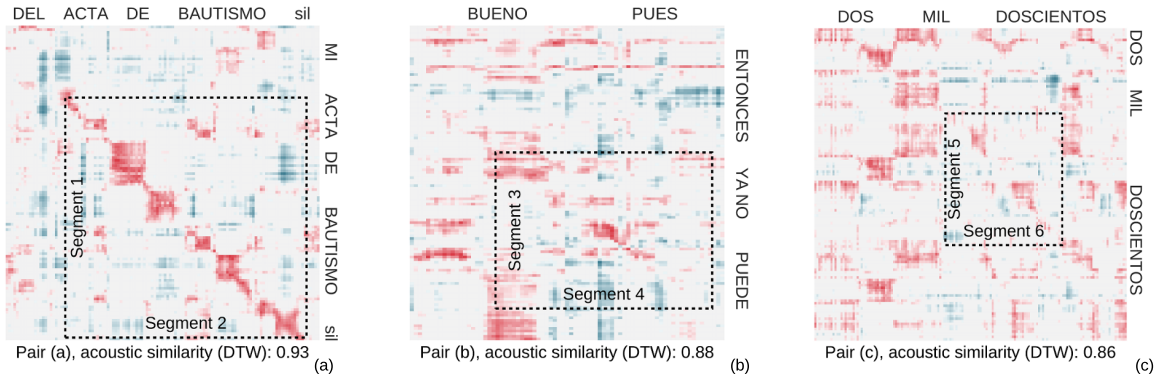 DEL ACTA DE BAUTISMO sil
MI
ACTA
DE
BAUTISMO
sil
Segment 1
Segment 2
Pair (a), acoustic similarity (DTW): 0.93
(a)
BUENO PUES
ENTONCES
YA NO
PUEDE
Segment 3
Segment 4
Pair (b), acoustic similarity (DTW): 0.88
(b)
DOS MIL DOSCIENTOS
DOS
MIL
DOSCIENTOS
Segment 5
Segment 6
Pair (c), acoustic similarity (DTW): 0.86
(c)